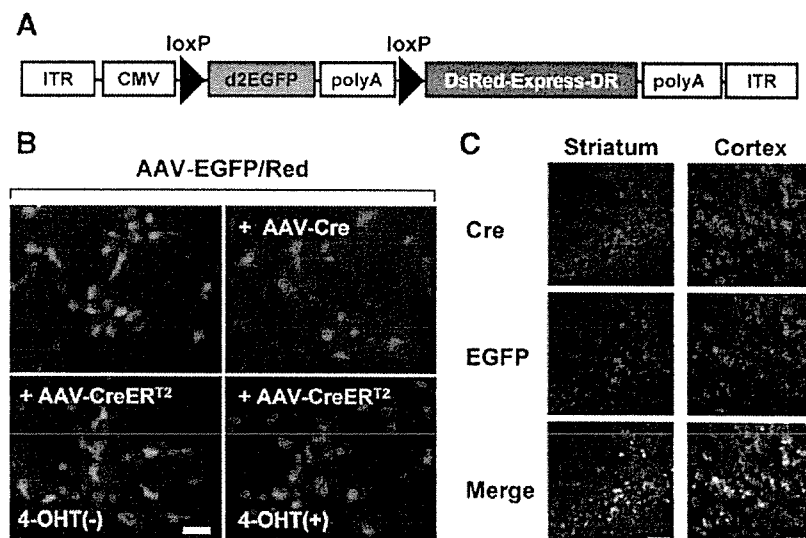 A
loxP loxP
ITR CMV d2EGFP polyA DsRed-Express-DR polyA ITR
B
AAV-EGFP/Red
+ AAV-Cre
+ AAV-CreER^T2 + AAV-CreER^T2
4-OHT(-) 4-OHT(+)
C
Striatum Cortex
Cre
EGFP
Merge